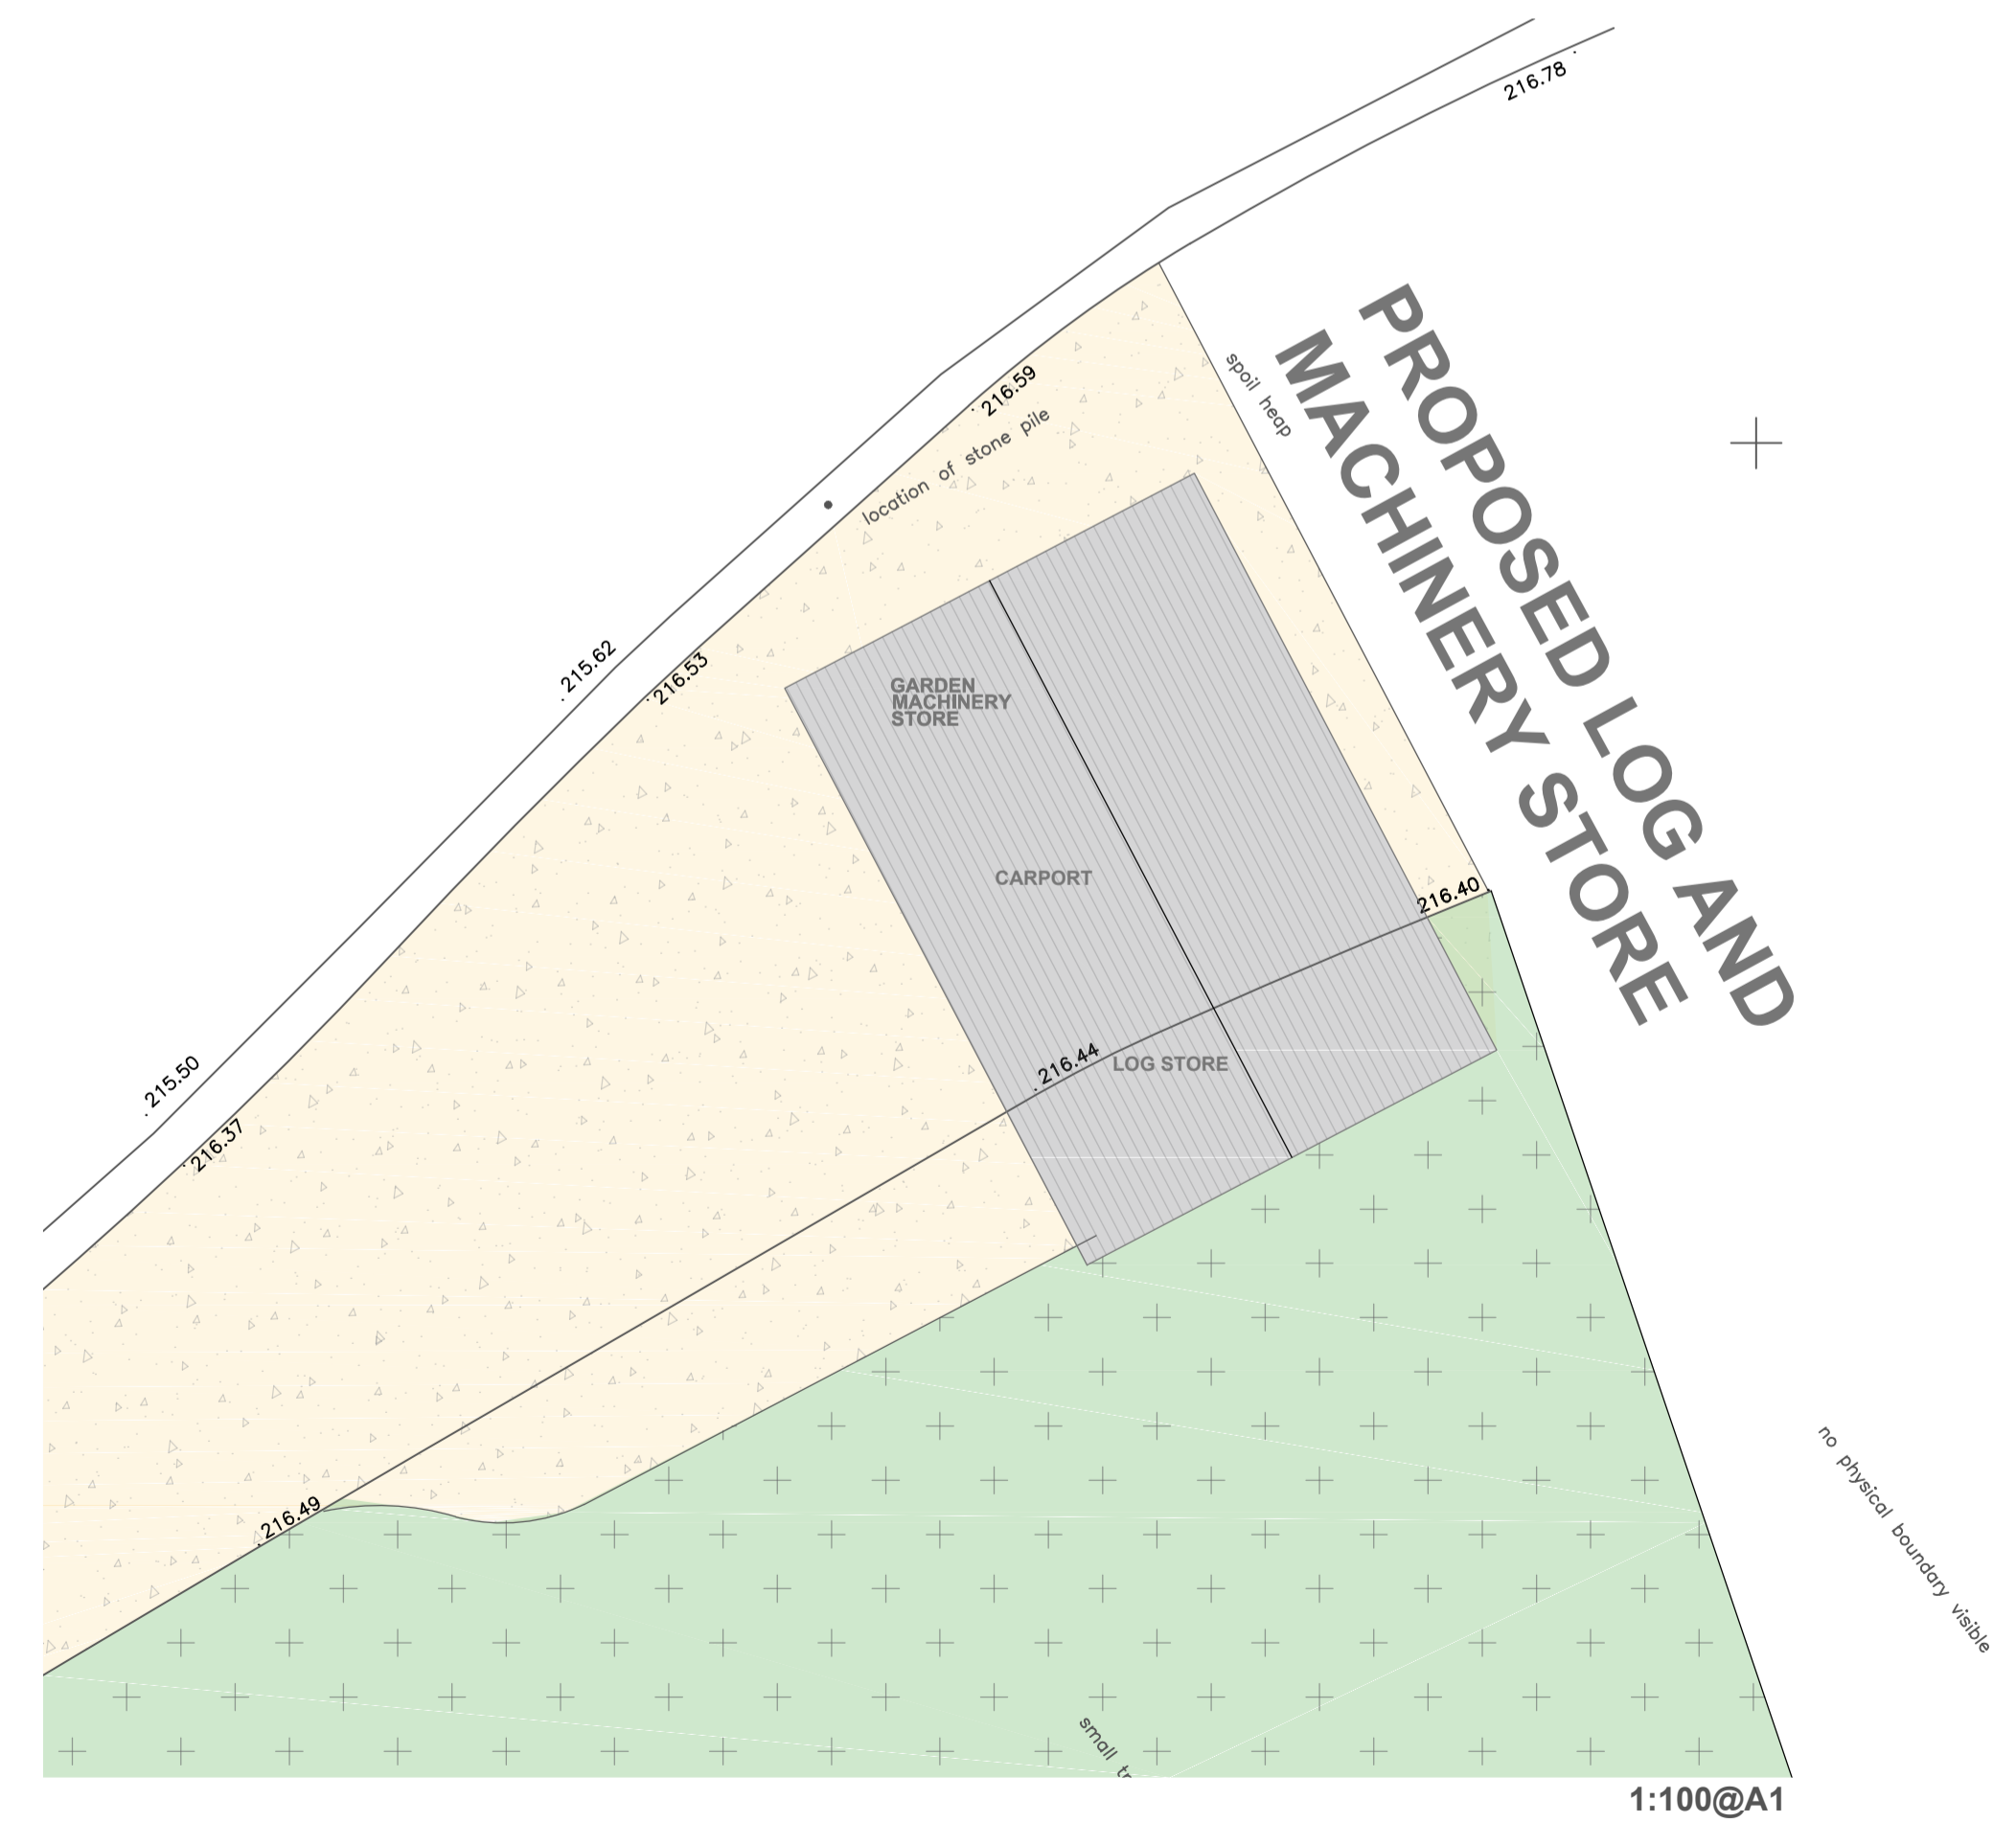 216.78
PROPOSED LOG AND
MACHINERY STORE
spoil heap
216.59
location of stone pile
215.62
216.53
GARDEN
MACHINERY
STORE
CARPORT
216.40
216.44
LOG STORE
215.50
216.37
216.49
no physical boundary visible
small
1:100@A1